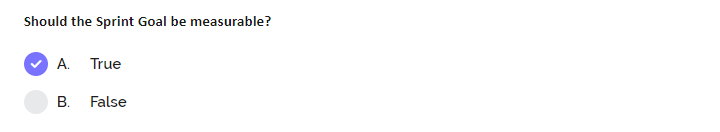 Should the Sprint Goal be measurable?
A. True
B. False